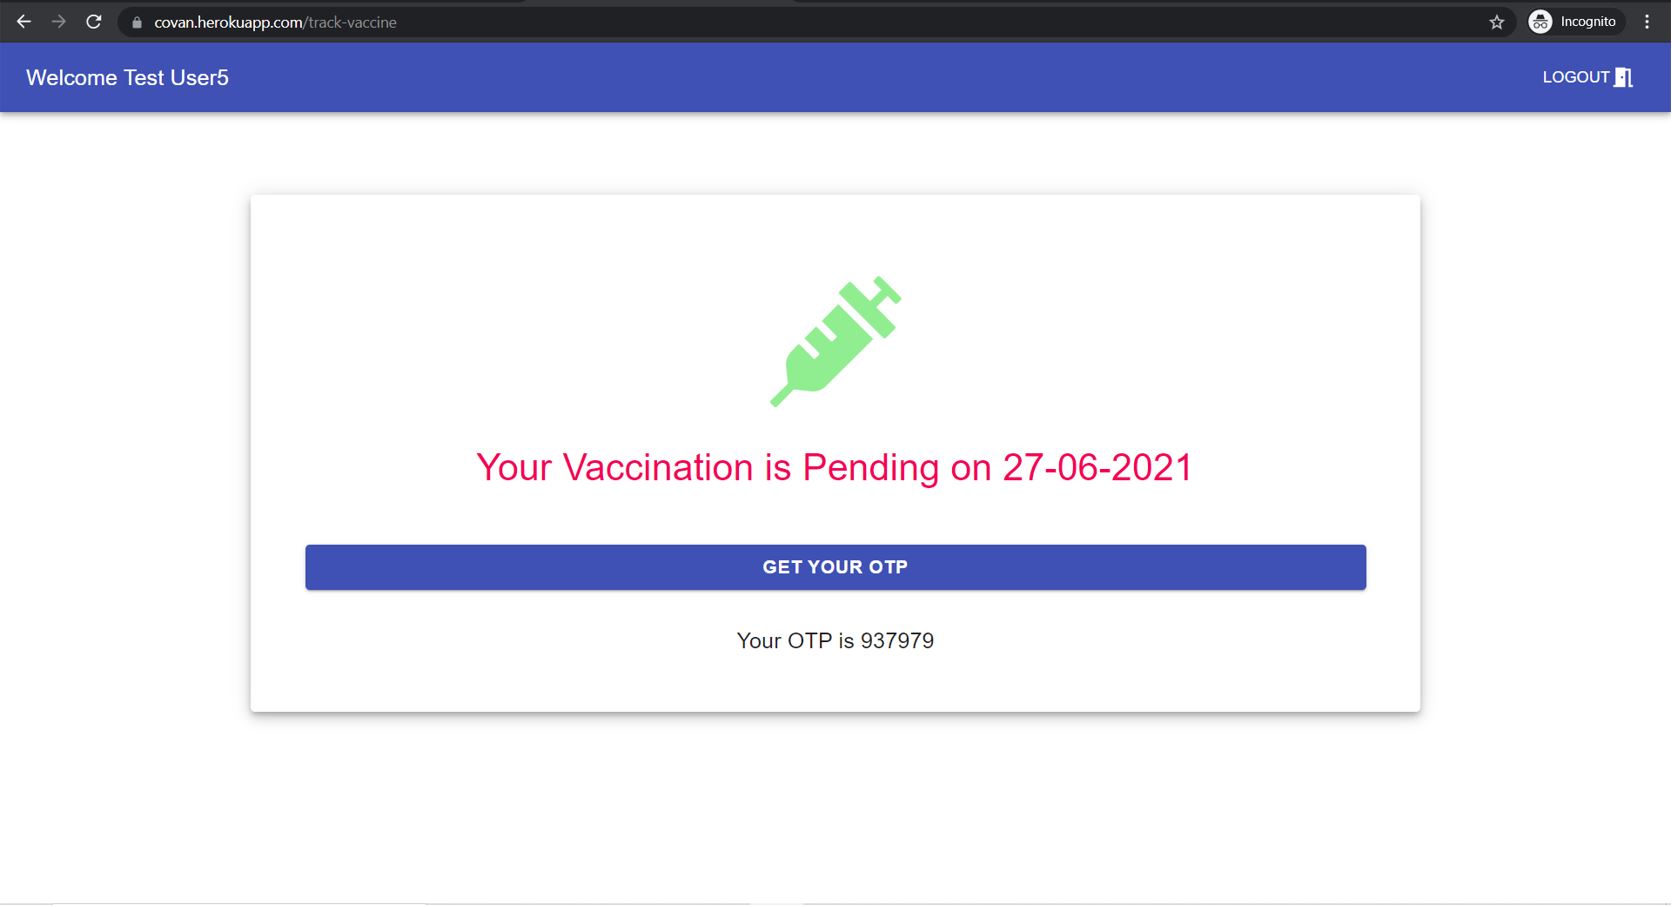 covan.herokuapp.com/track-vaccine
Incognito
Welcome Test User5
LOGOUT
Your Vaccination is Pending on 27-06-2021
GET YOUR OTP
Your OTP is 937979